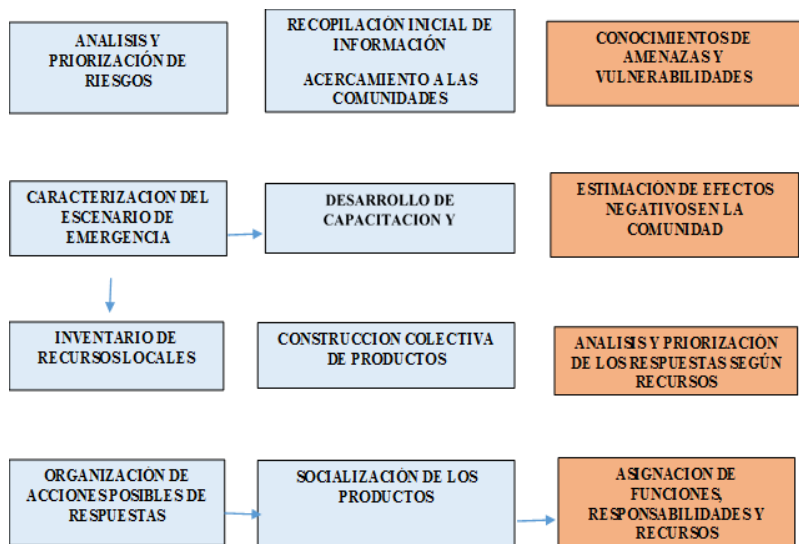 ANALISIS Y
PRIORIZACIÓN DE
RIESGOS
RECOPILACIÓN INICIAL DE
INFORMACIÓN
ACERCAMIENTO A LAS
COMUNIDADES
CONOCIMIENTOS DE
AMENAZAS Y
VULNERABILIDADES
CARACTERIZACION DEL
ESCENARIO DE
EMERGENCIA
DESARROLLO DE
CAPACITACION Y
ESTIMACIÓN DE EFECTOS
NEGATIVOS EN LA
COMUNIDAD
INVENTARIO DE
RECURSOS LOCALES
CONSTRUCCION COLECTIVA
DE PRODUCTOS
ANALISIS Y PRIORIZACIÓN
DE LOS RESPUESTAS SEGÚN
RECURSOS
ORGANIZACIÓN DE
ACCIONES POSIBLES DE
RESPUESTAS
SOCIALIZACIÓN DE LOS
PRODUCTOS
ASIGNACION DE
FUNCIONES,
RESPONSABILIDADES Y
RECURSOS